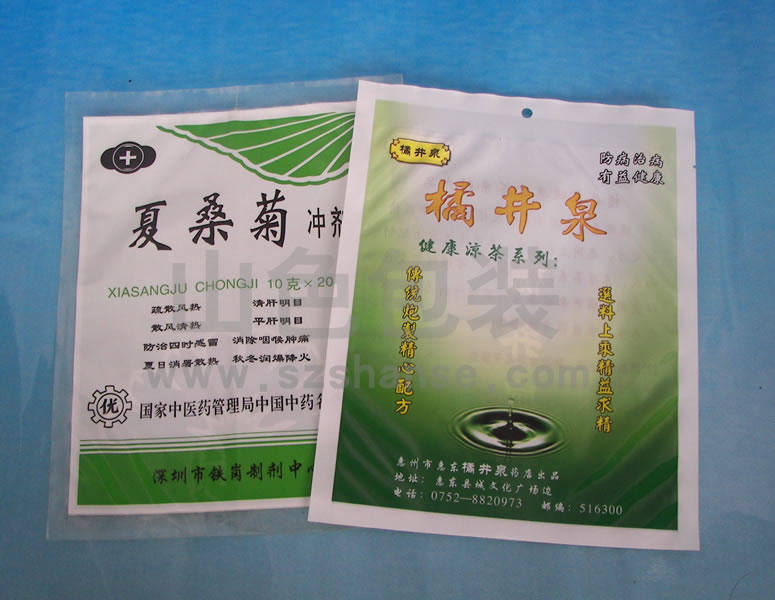 夏桑菊 冲剂
XIASANGJU CHONGJI 10克×20
疏散风热 清肝明目
散风清热 平肝明目
防治四时感冒 消除咽喉肿痛
夏日消暑散热 秋冬润燥降火
优
国家中医药管理局中国中药
深圳市铁岗制剂中心
橘井泉
防病治病
有益健康
橘井泉
健康涼茶系列:
傳統炮製精心配方
選料上乘精益求精
惠州市惠东橘井泉药店出品
地址: 惠东县城文化广场边
电话: 0752—8820973 邮编: 516300
山色包装
www.szshanse.com